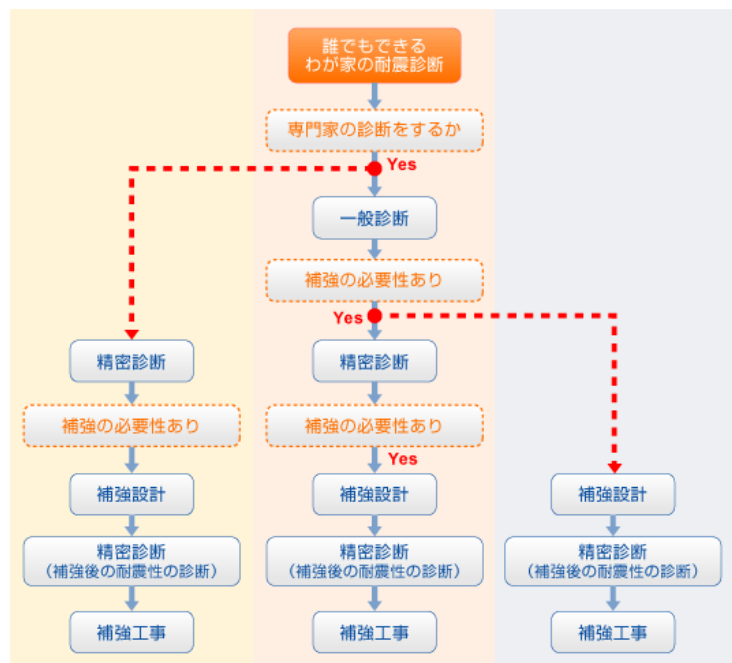 誰でもできる
わが家の耐震診断
専門家の診断をするか
Yes
一般診断
補強の必要性あり
Yes
精密診断
精密診断
補強の必要性あり
補強の必要性あり
Yes
補強設計
補強設計
補強設計
精密診断
(補強後の耐震性の診断)
精密診断
(補強後の耐震性の診断)
精密診断
(補強後の耐震性の診断)
補強工事
補強工事
補強工事